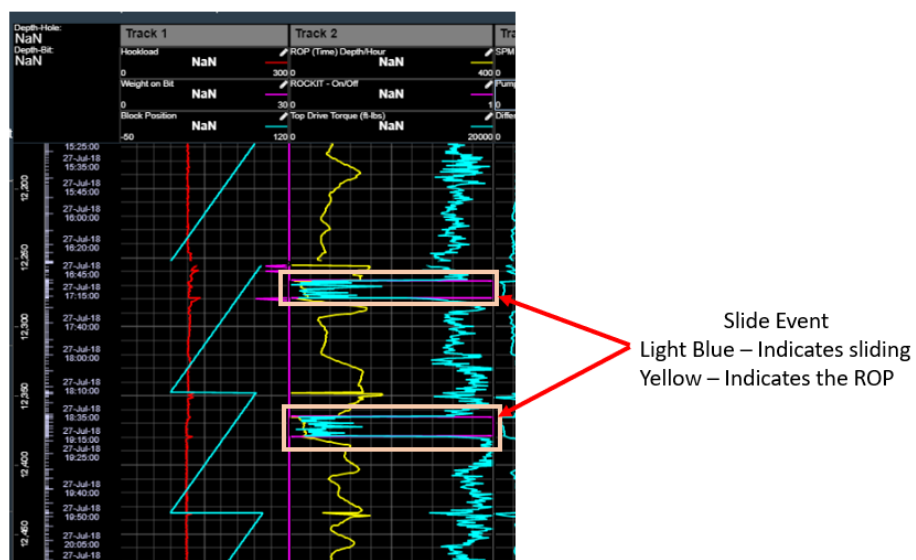 Depth-Hole:
NaN
Depth-Bit:
NaN
Track 1
Track 2
Tra
Hookload
NaN
0
300
Weight on Bit
NaN
0
30
Block Position
NaN
-50
120
ROP (Time) Depth/Hour
NaN
0
400
ROCKIT - On/Off
NaN
0
1
Top Drive Torque (ft-lbs)
NaN
0
20000
SPM
0
Pump
0
Differ
0
15:25:00
27-Jul-18
15:35:00
27-Jul-18
15:45:00
27-Jul-18
16:00:00
27-Jul-18
16:20:00
27-Jul-18
16:45:00
27-Jul-18
17:15:00
27-Jul-18
17:40:00
27-Jul-18
18:00:00
27-Jul-18
18:10:00
27-Jul-18
18:35:00
27-Jul-18
19:15:00
27-Jul-18
19:25:00
27-Jul-18
19:40:00
27-Jul-18
19:50:00
27-Jul-18
20:05:00
27-Jul-18
12,200
12,250
12,300
12,350
12,400
12,450
Slide Event
Light Blue – Indicates sliding
Yellow – Indicates the ROP